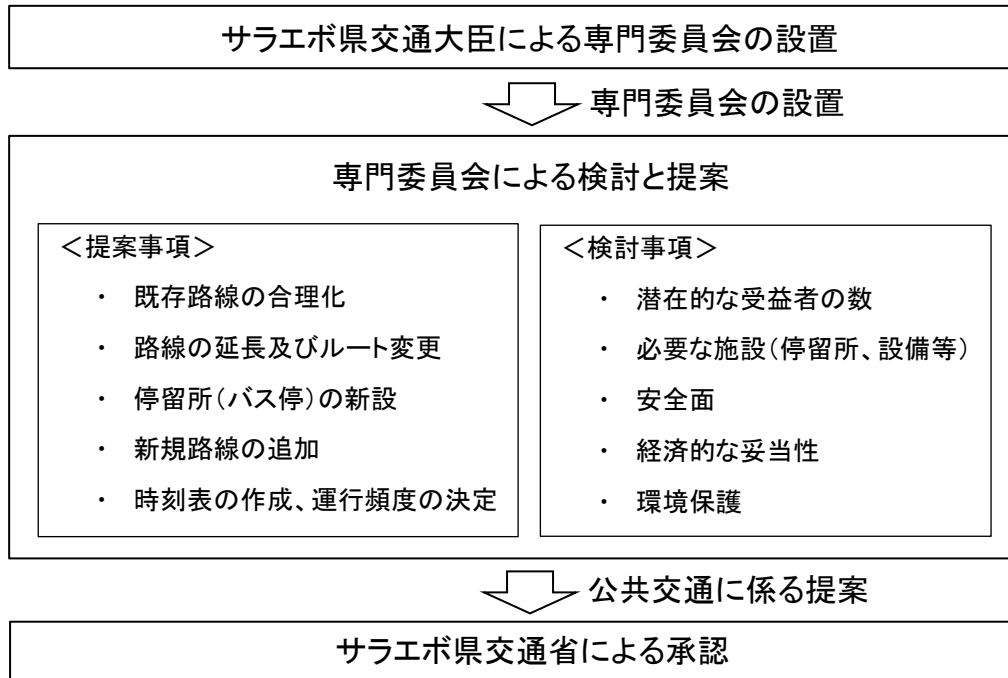 サラエボ県交通大臣による専門委員会の設置
専門委員会の設置
専門委員会による検討と提案
＜提案事項＞
・ 既存路線の合理化
・ 路線の延長及びルート変更
・ 停留所（バス停）の新設
・ 新規路線の追加
・ 時刻表の作成、運行頻度の決定
＜検討事項＞
・ 潜在的な受益者の数
・ 必要な施設（停留所、設備等）
・ 安全面
・ 経済的な妥当性
・ 環境保護
公共交通に係る提案
サラエボ県交通省による承認